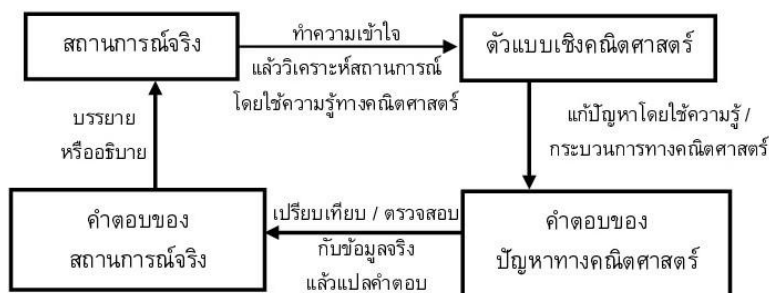 สถานการณ์จริง
ทำความเข้าใจ
แล้ววิเคราะห์สถานการณ์
โดยใช้ความรู้ทางคณิตศาสตร์
ตัวแบบเชิงคณิตศาสตร์
แก้ปัญหาโดยใช้ความรู้ /
กระบวนการทางคณิตศาสตร์
คำตอบของ
ปัญหาทางคณิตศาสตร์
เปรียบเทียบ / ตรวจสอบ
กับข้อมูลจริง
แล้วแปลคำตอบ
คำตอบของ
สถานการณ์จริง
บรรยาย
หรืออธิบาย